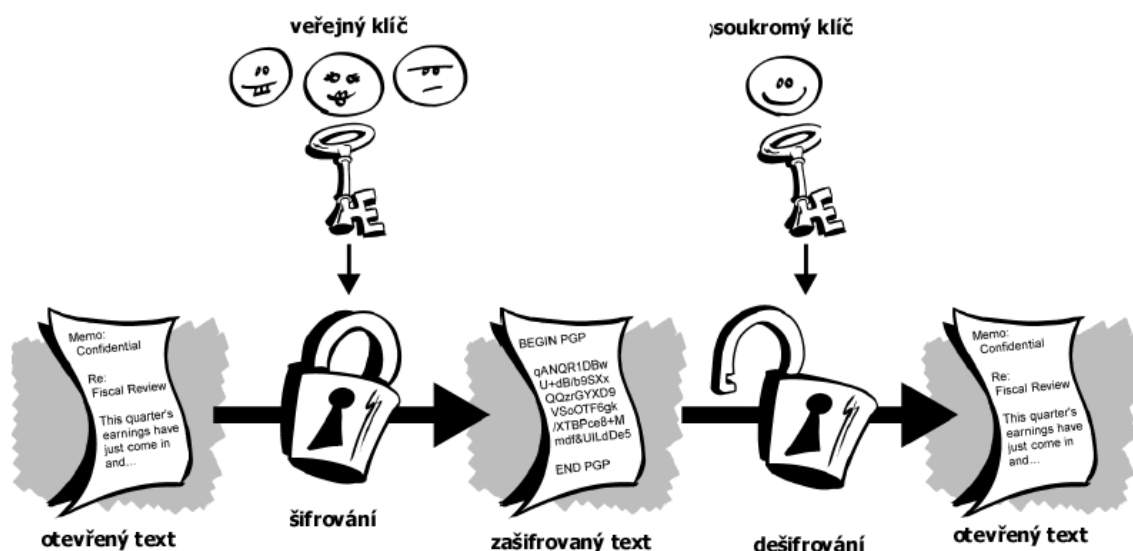 veřejný klíč
soukromý klíč
Memo:
Confidential
Re:
Fiscal Review
This quarter's
earnings have
just come in
and...
BEGIN PGP
qANQR1DBw
U+dB/b9SXx
QQzrGYXD9
VSoOTF6gk
/XTBPce8+M
mdf&UILdDe5
END PGP
Memo:
Confidential
Re:
Fiscal Review
This quarter's
earnings have
just come in
and...
otevřený text
šifrování
zašifrovaný text
dešifrování
otevřený text